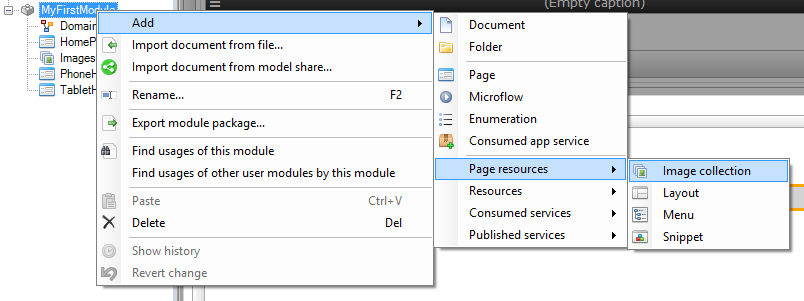 MyFirstModule
(Empty caption)
Domain
HomeP
Images
PhoneH
TabletH
Add
Import document from file...
Import document from model share...
Rename... F2
Export module package...
Find usages of this module
Find usages of other user modules by this module
Paste Ctrl+V
Delete Del
Show history
Revert change
Document
Folder
Page
Microflow
Enumeration
Consumed app service
Page resources
Resources
Consumed services
Published services
Image collection
Layout
Menu
Snippet